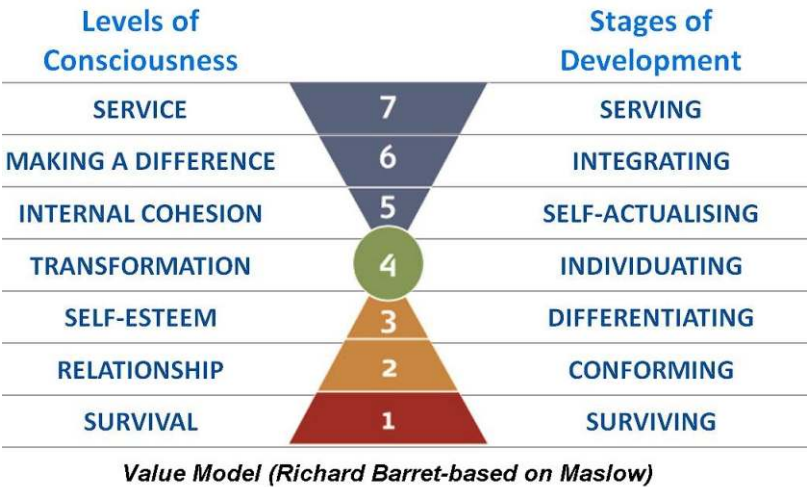 Levels of
Consciousness
Stages of
Development
SERVICE 7 SERVING
MAKING A DIFFERENCE 6 INTEGRATING
INTERNAL COHESION 5 SELF-ACTUALISING
TRANSFORMATION 4 INDIVIDUATING
SELF-ESTEEM 3 DIFFERENTIATING
RELATIONSHIP 2 CONFORMING
SURVIVAL 1 SURVIVING
Value Model (Richard Barret-based on Maslow)